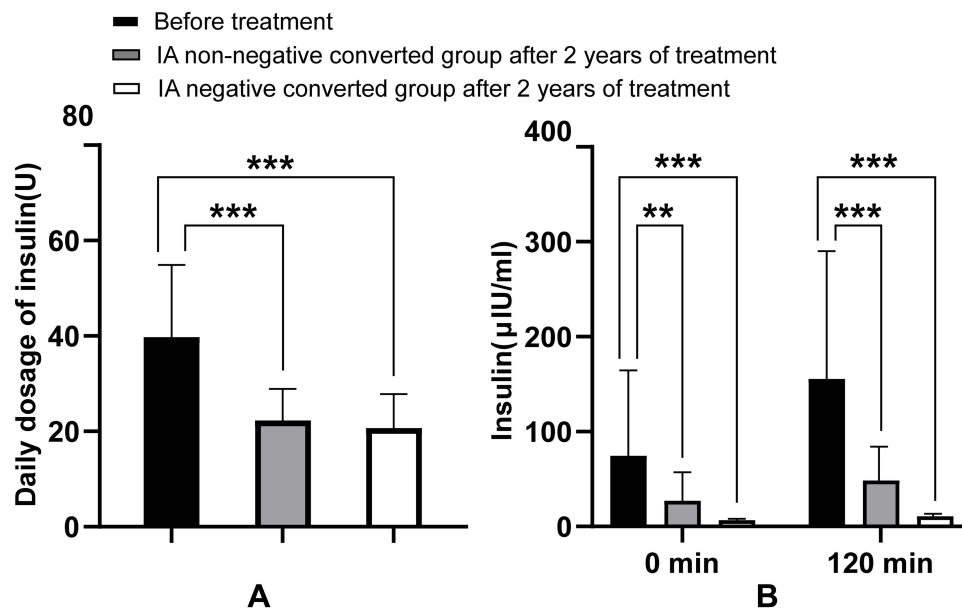 Before treatment
IA non-negative converted group after 2 years of treatment
IA negative converted group after 2 years of treatment
80
60
40
20
0
Daily dosage of insulin(U)
***
***
A
400
300
200
100
0
Insulin(μIU/ml)
*** ***
** ***
0 min 120 min
B